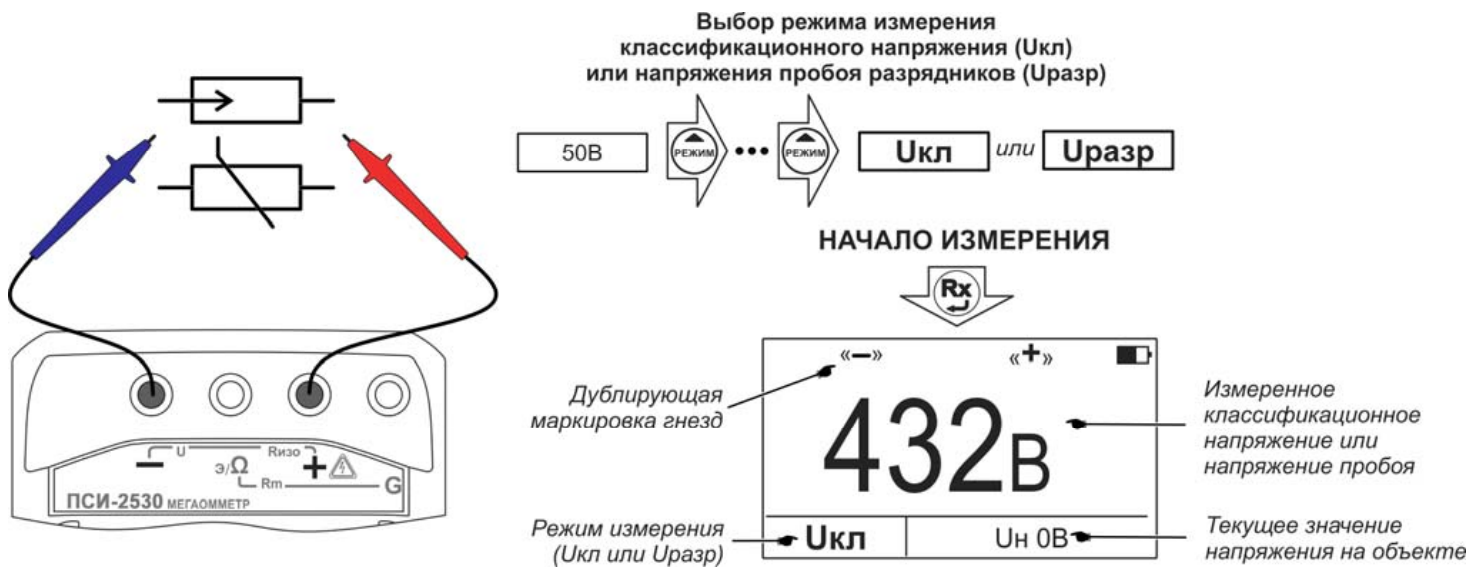 Выбор режима измерения
классификационного напряжения (Uкл)
или напряжения пробоя разрядников (Uразр)
50В
РЕЖИМ
РЕЖИМ
Uкл
или
Uразр
НАЧАЛО ИЗМЕРЕНИЯ
Rx
«–»
«+»
432В
Uкл
Uн 0В
Дублирующая
маркировка гнезд
Режим измерения
(Uкл или Uразр)
Измеренное
классификационное
напряжение или
напряжение пробоя
Текущее значение
напряжения на объекте
– U Rизо +
Э/Ω Rm G
ПСИ-2530 МЕГАОММЕТР